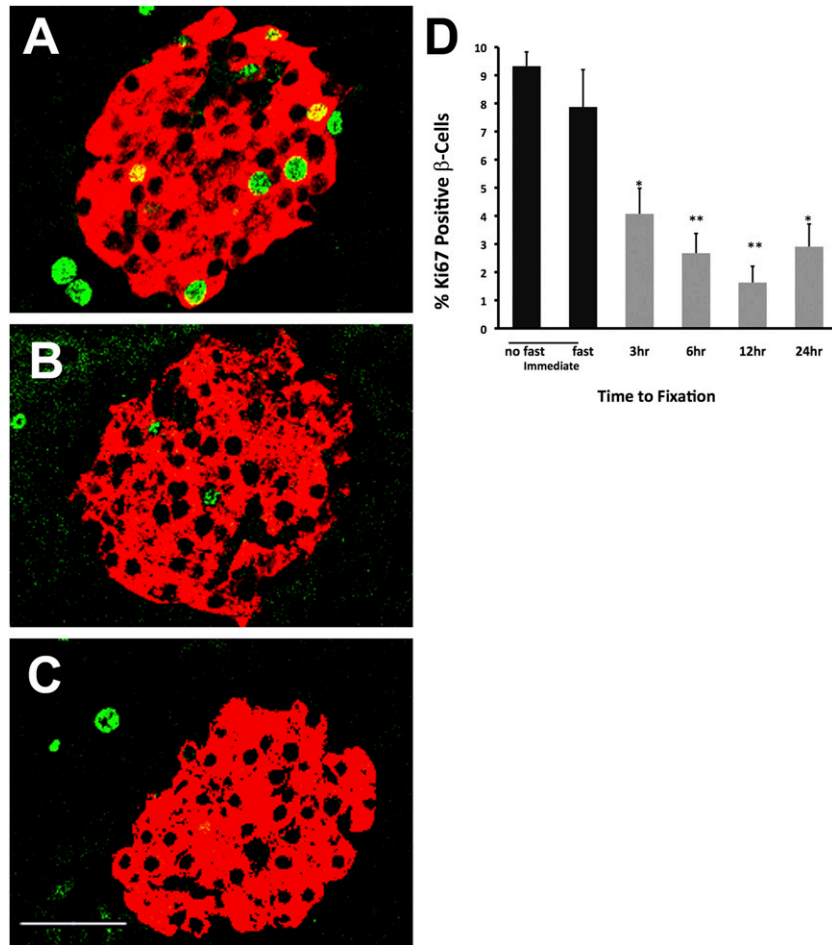 A
B
C
D
% Ki67 Positive β-Cells
10
9
8
7
6
5
4
3
2
1
0
*
**
**
*
no fast fast 3hr 6hr 12hr 24hr
Immediate
Time to Fixation